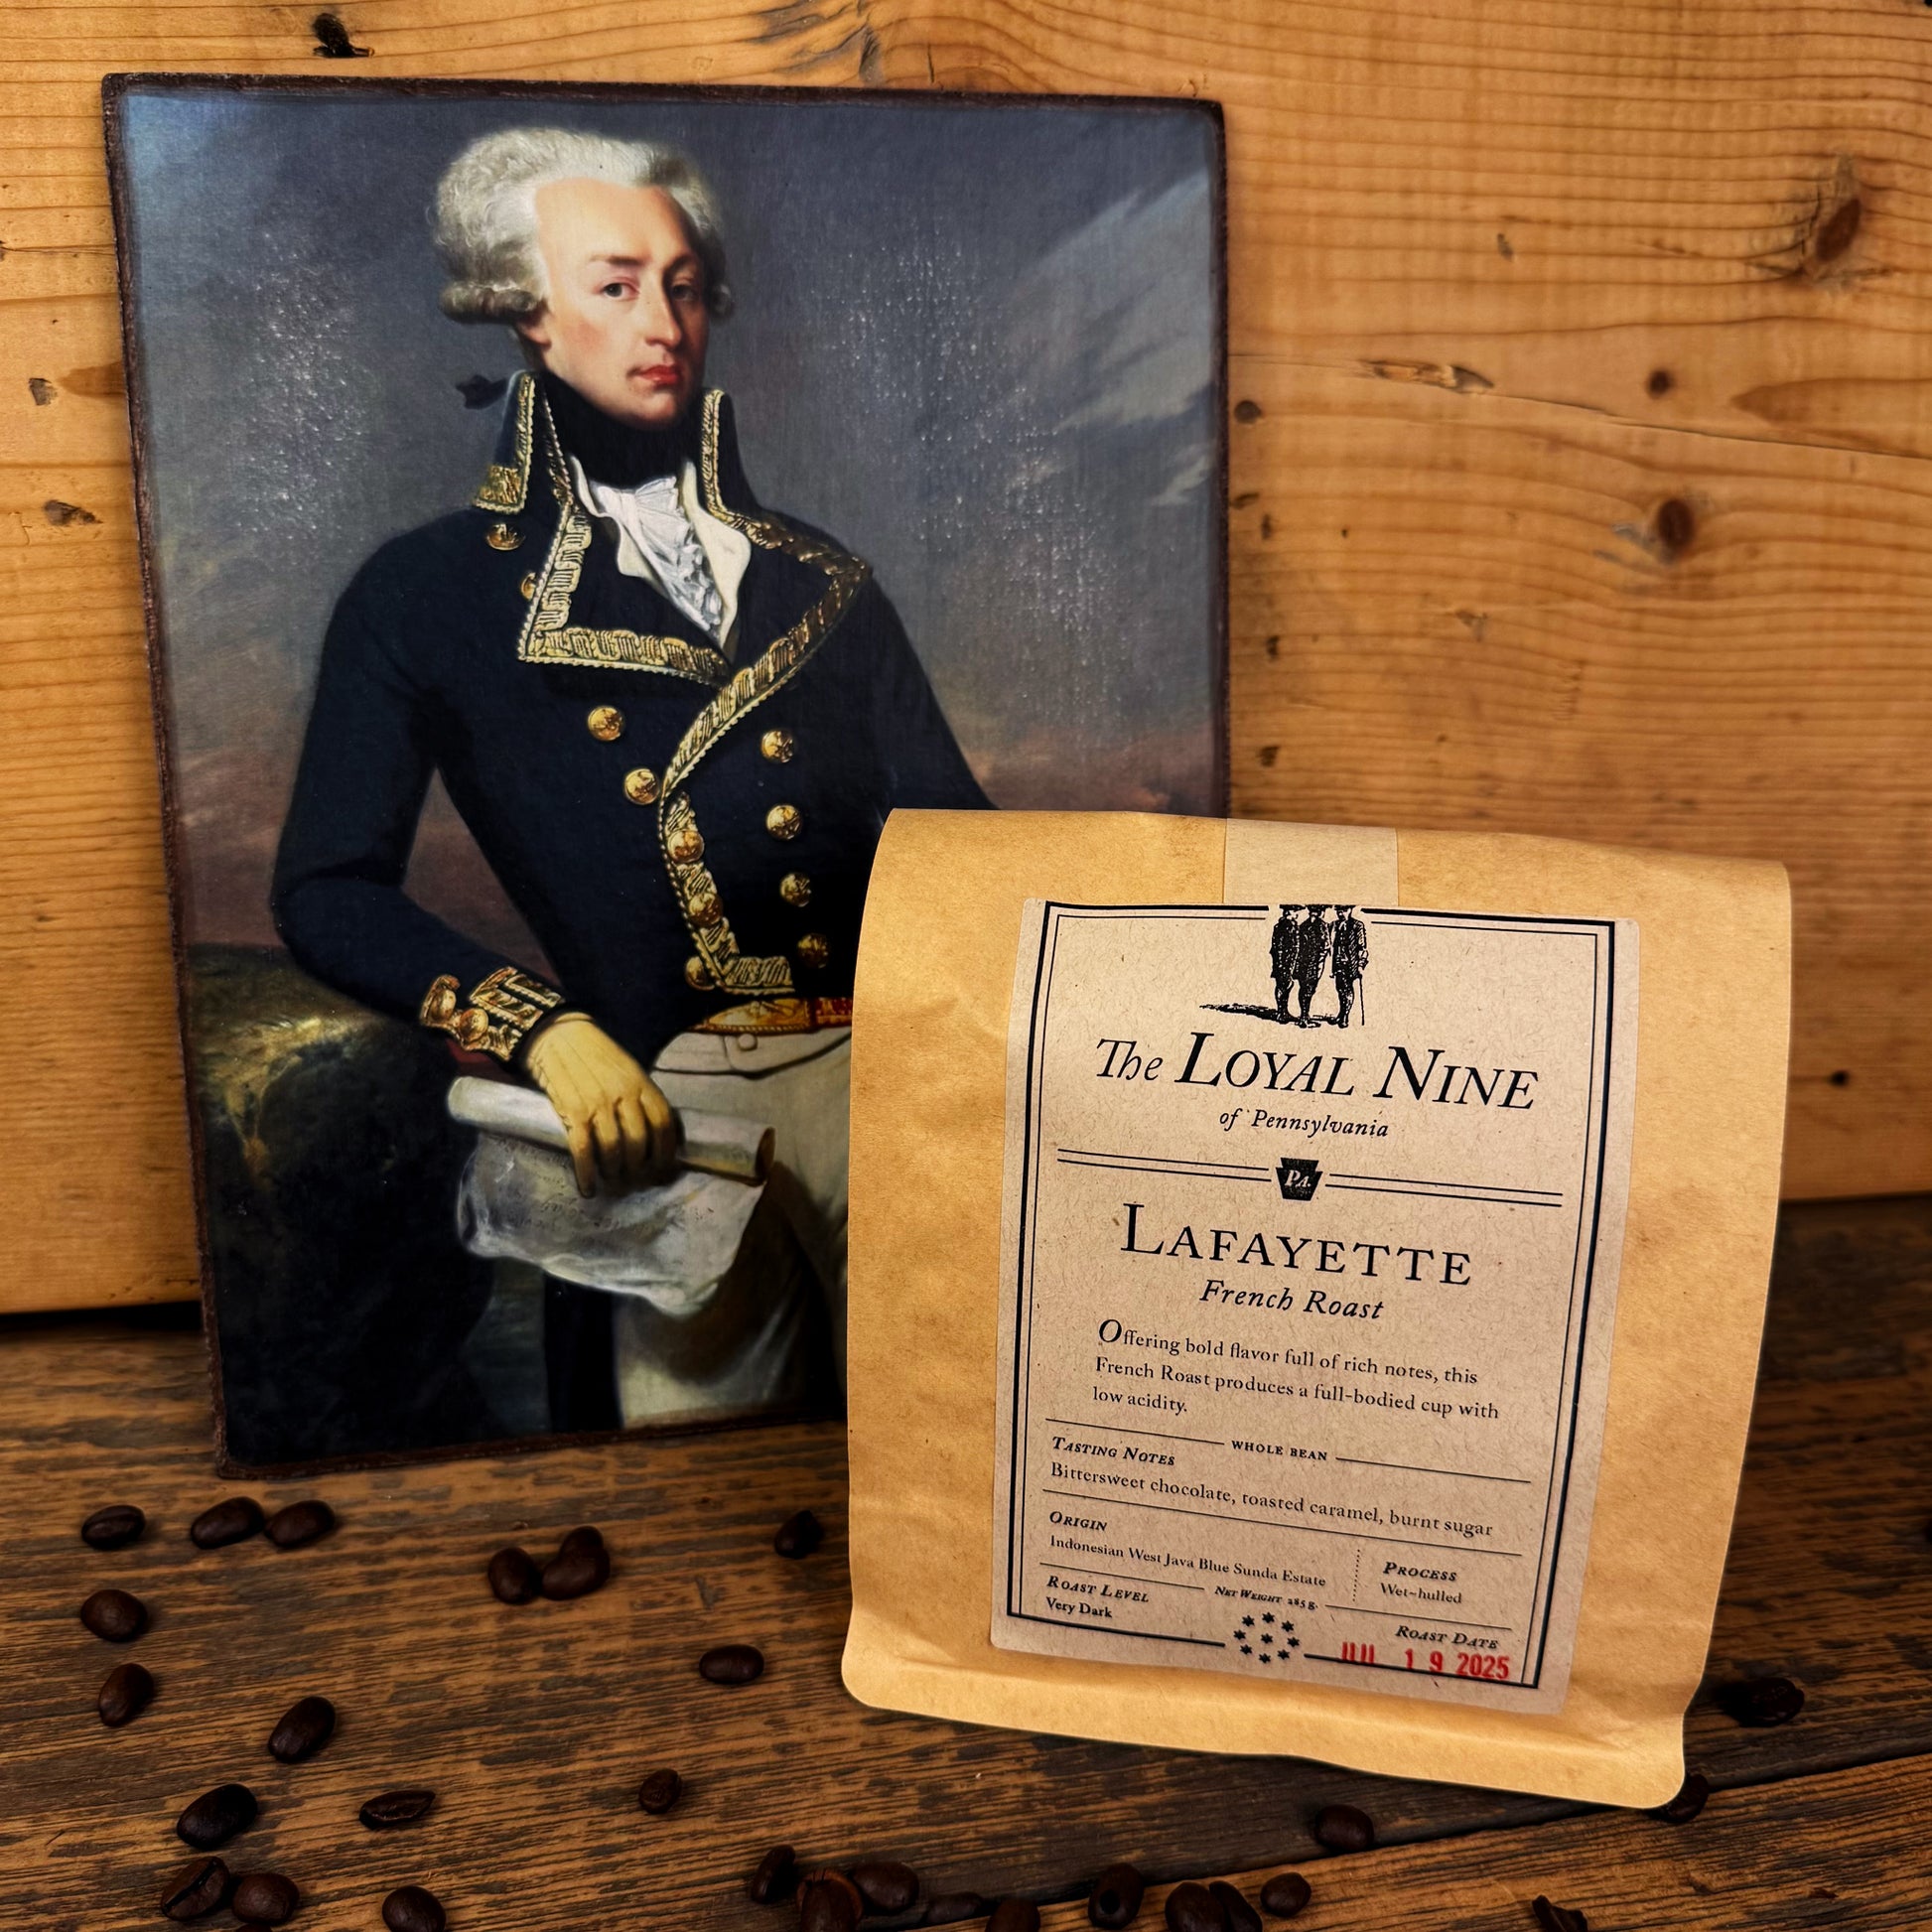 The Loyal Nine
of Pennsylvania
PA.
Lafayette
French Roast
Offering bold flavor full of rich notes, this
French Roast produces a full-bodied cup with
low acidity.
WHOLE BEAN
Tasting Notes
Bittersweet chocolate, toasted caramel, burnt sugar
Origin
Indonesian West Java Blue Sunda Estate
Process
Wet-hulled
Roast Level
Very Dark
Net Weight 285 g.
Roast Date
JUL 19 2025